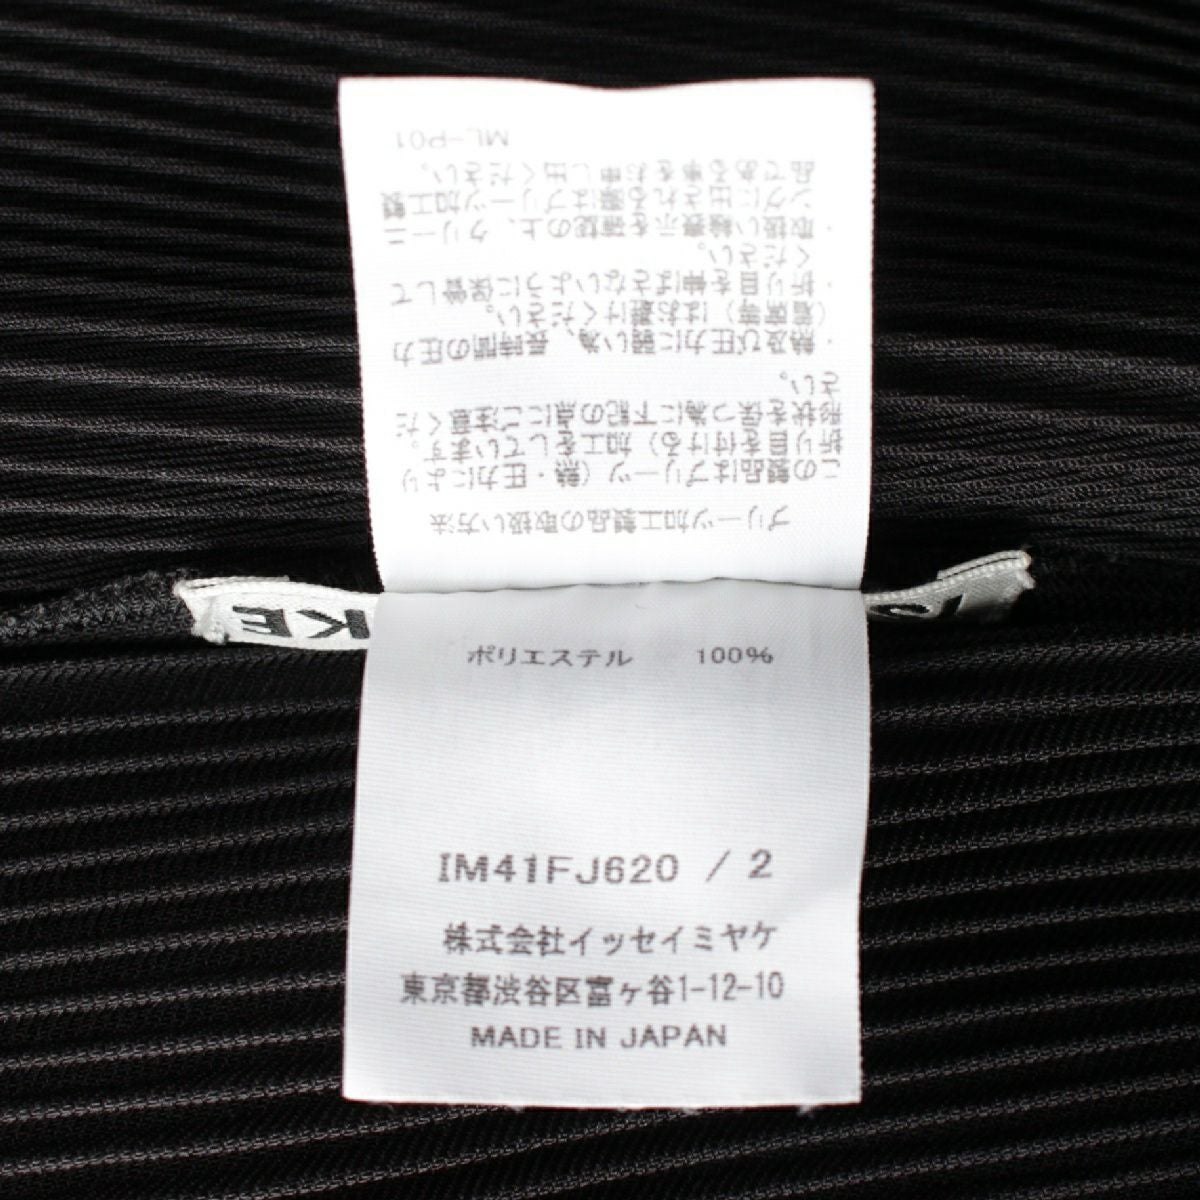 プリーツ加工製品の取扱い方法
この製品はプリーツ(熱・圧力により
折り目を付ける)加工をしています。
形状を保つ為に下記の点にご注意くだ
さい。
・熱及び圧力に弱い為、長時間の圧力
(着席等)はお避けください。
・折り目を伸ばさないように保管して
ください。
・取扱い絵表示を確認の上、クリーニ
ングに出される際はプリーツ加工製
品である事をお申し出ください。
ML-P01
KE
IS
ポリエステル 100%
IM41FJ620 / 2
株式会社イッセイミヤケ
東京都渋谷区富ヶ谷1-12-10
MADE IN JAPAN